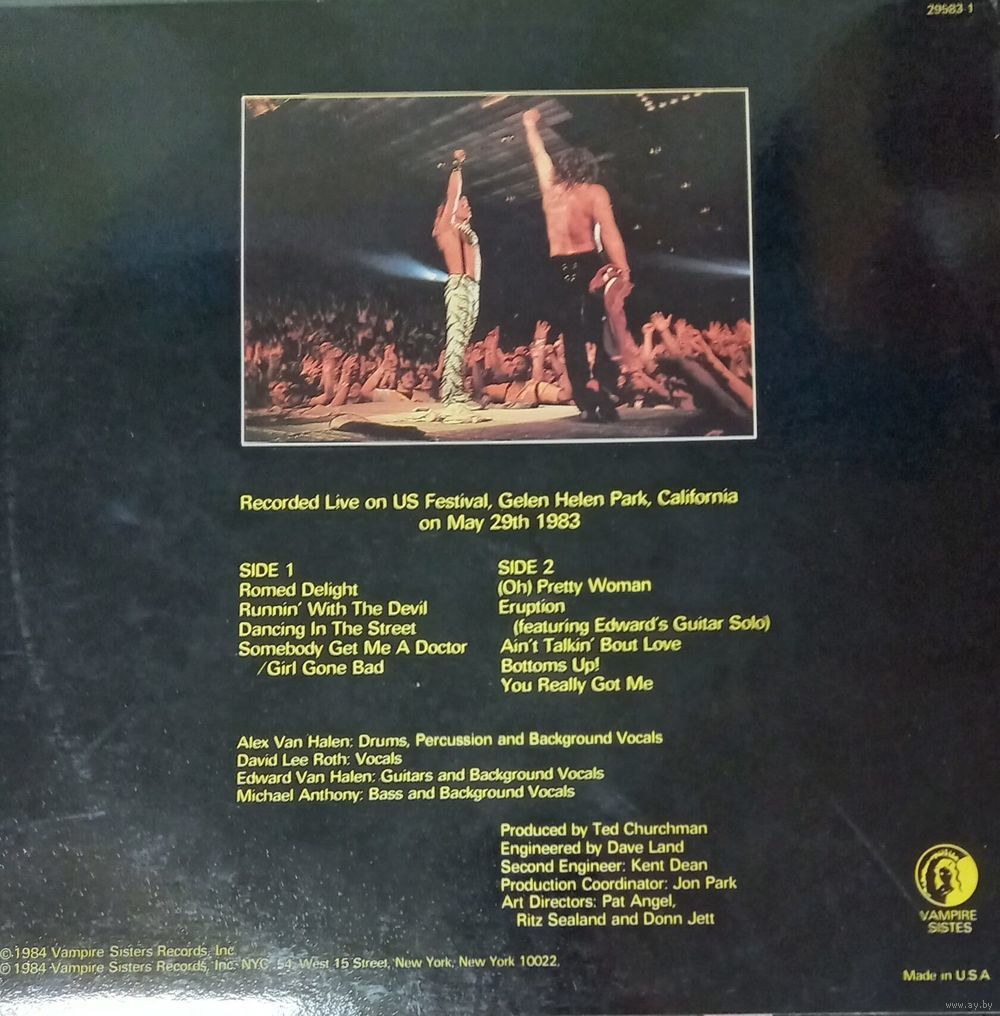 29583-1
Recorded Live on US Festival, Gelen Helen Park, California
on May 29th 1983
SIDE 1
Romed Delight
Runnin' With The Devil
Dancing In The Street
Somebody Get Me A Doctor
/Girl Gone Bad
SIDE 2
(Oh) Pretty Woman
Eruption
(featuring Edward's Guitar Solo)
Ain't Talkin' Bout Love
Bottoms Up!
You Really Got Me
Alex Van Halen: Drums, Percussion and Background Vocals
David Lee Roth: Vocals
Edward Van Halen: Guitars and Background Vocals
Michael Anthony: Bass and Background Vocals
Produced by Ted Churchman
Engineered by Dave Land
Second Engineer: Kent Dean
Production Coordinator: Jon Park
Art Directors: Pat Angel,
Ritz Sealand and Donn Jett
VAMPIRE
SISTES
© 1984 Vampire Sisters Records, Inc.
℗ 1984 Vampire Sisters Records, Inc. NYC 54, West 15 Street, New York, New York 10022.
Made in U.S.A
www.ay.by